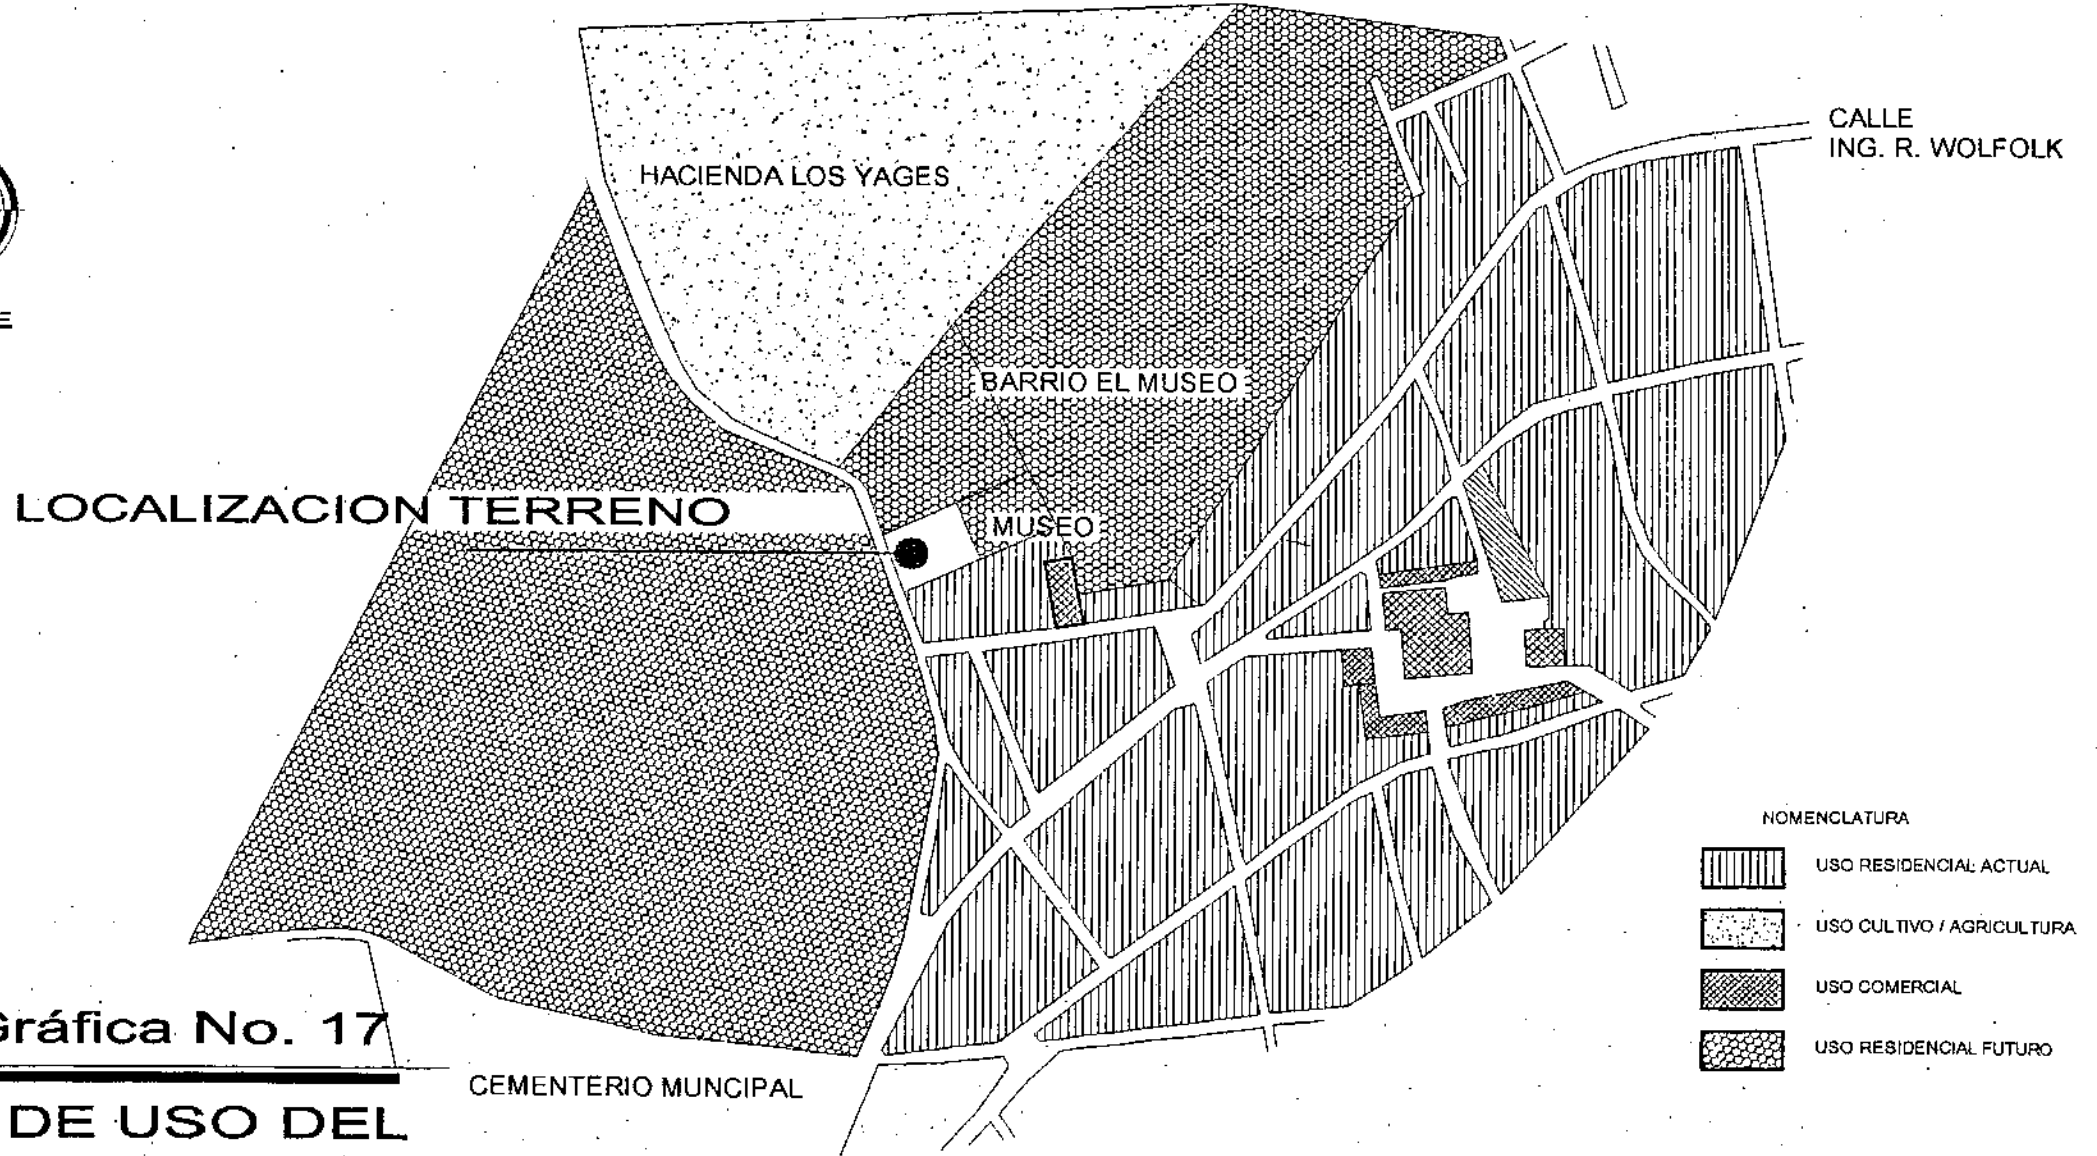 CALLE
ING. R. WOLFOLK
HACIENDA LOS YAGES
E
BARRIO EL MUSEO
LOCALIZACION TERRENO
MUSEO
NOMENCLATURA
USO RESIDENCIAL ACTUAL
USO CULTIVO / AGRICULTURA
USO COMERCIAL
USO RESIDENCIAL FUTURO
Gráfica No. 17
CEMENTERIO MUNCIPAL
DE USO DEL